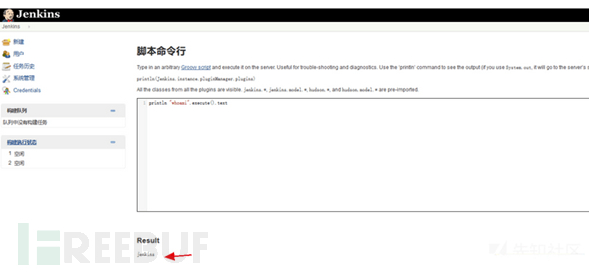 Jenkins
Jenkins
新建
用户
任务历史
系统管理
Credentials
构建队列
队列中没有构建任务
构建执行状态
1 空闲
2 空闲
脚本命令行
Type in an arbitrary Groovy script and execute it on the server. Useful for trouble-shooting and diagnostics. Use the 'println' command to see the output (if you use System.out, it will go to the server's s
println(Jenkins.instance.pluginManager.plugins)
All the classes from all the plugins are visible. jenkins.*, jenkins.model.*, hudson.*, and hudson.model.* are pre-imported.
1 println "whoami".execute().text
Result
jenkins
FREEBUF